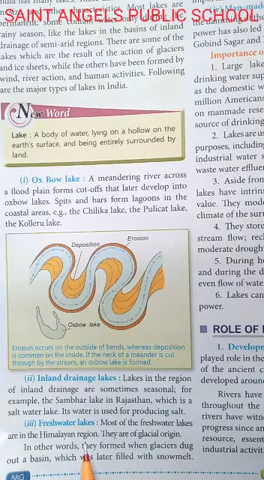 SAINT ANGELS PUBLIC SCHOOL
rainy season, like the lakes in the basins of inland
drainage of semi-arid regions. There are some of the
lakes which are the result of the action of glaciers
and ice sheets, while the others have been formed by
wind, river action, and human activities. Following
are the major types of lakes in India.
New Word
Lake : A body of water, lying on a hollow on the
earth's surface, and being entirely surrounded by
land.
(i) Ox Bow lake : A meandering river across
a flood plain forms cut-offs that later develop into
oxbow lakes. Spits and bars form lagoons in the
coastal areas, e.g., the Chilika lake, the Pulicat lake,
the Kolleru lake.
Deposition
Erosion
Oxbow lake
Erosion occurs on the outside of bends, whereas deposition
is common on the inside. If the neck of a meander is cut
through by the stream, an oxbow lake is formed.
(ii) Inland drainage lakes : Lakes in the region
of inland drainage are sometimes seasonal; for
example, the Sambhar lake in Rajasthan, which is a
salt water lake. Its water is used for producing salt.
(iii) Freshwater lakes : Most of the freshwater lakes
are in the Himalayan region. They are of glacial origin.
In other words, they formed when glaciers dug
out a basin, which was later filled with snowmelt.
58G
power has also led
Gobind Sagar and
Importance o
1. Large lake
drinking water sup
as the domestic w
million Americans
on manmade rese
source of drinking
2. Lakes are u
purposes, including
industrial water s
waste water effluer
3. Aside from
lakes have intrins
value. They mode
climate of the surr
4. They store
stream flow; rec
moderate drough
5. During he
and during the d
even flow of water
6. Lakes can
power.
ROLE OF
1. Develop
played role in the
of the ancient c
developed around
Rivers have
throughout the
rivers have witn
progress since an
resource, essent
industrial activit